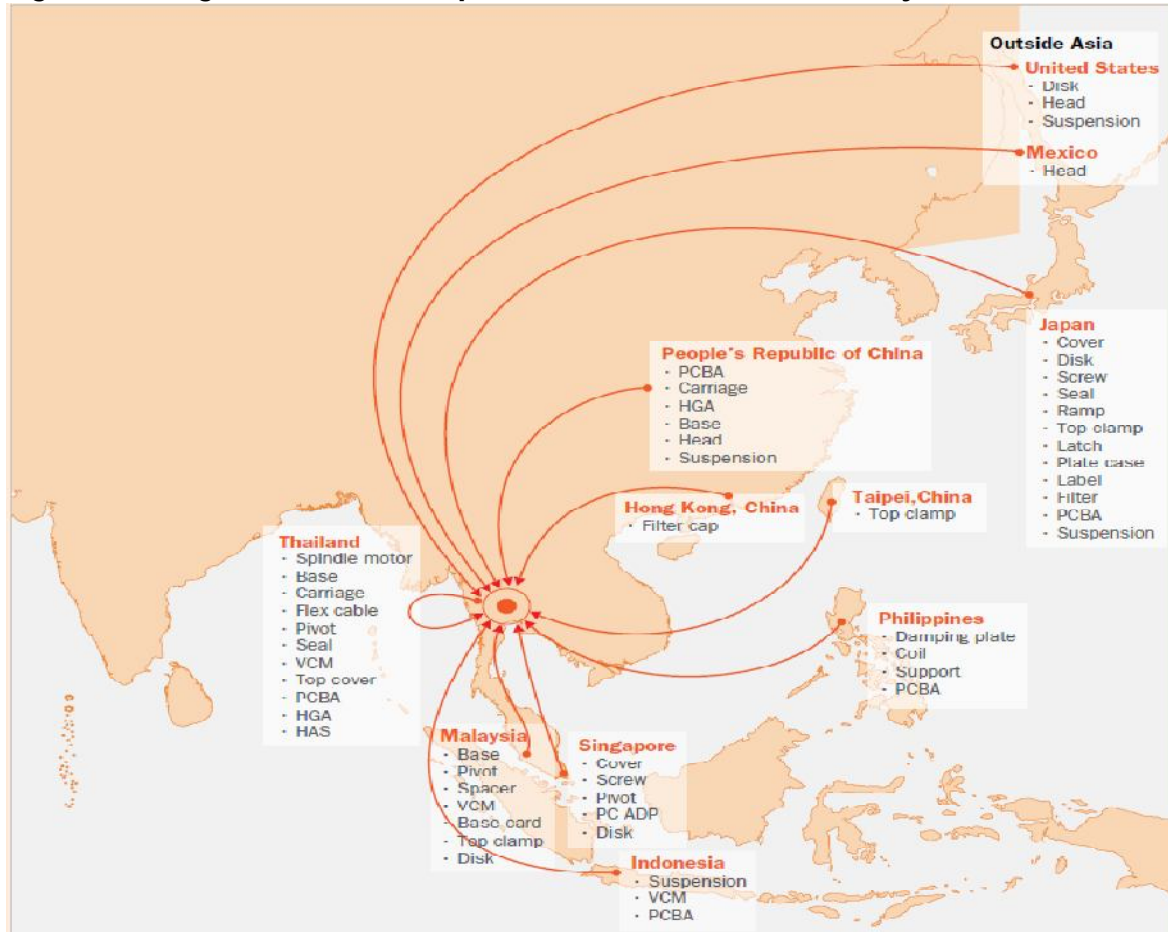 Outside Asia
United States
- Disk
- Head
- Suspension
Mexico
- Head
Japan
- Cover
- Disk
- Screw
- Seal
- Ramp
- Top clamp
- Latch
- Plate case
- Label
- Filter
- PCBA
- Suspension
People's Republic of China
- PCBA
- Carriage
- HGA
- Base
- Head
- Suspension
Hong Kong, China
- Filter cap
Taipei,China
- Top clamp
Thailand
- Spindle motor
- Base
- Carriage
- Flex cable
- Pivot
- Seal
- VCM
- Top cover
- PCBA
- HGA
- HAS
Philippines
- Damping plate
- Coil
- Support
- PCBA
Malaysia
- Base
- Pivot
- Spacer
- VCM
- Base card
- Top clamp
- Disk
Singapore
- Cover
- Screw
- Pivot
- PC ADP
- Disk
Indonesia
- Suspension
- VCM
- PCBA